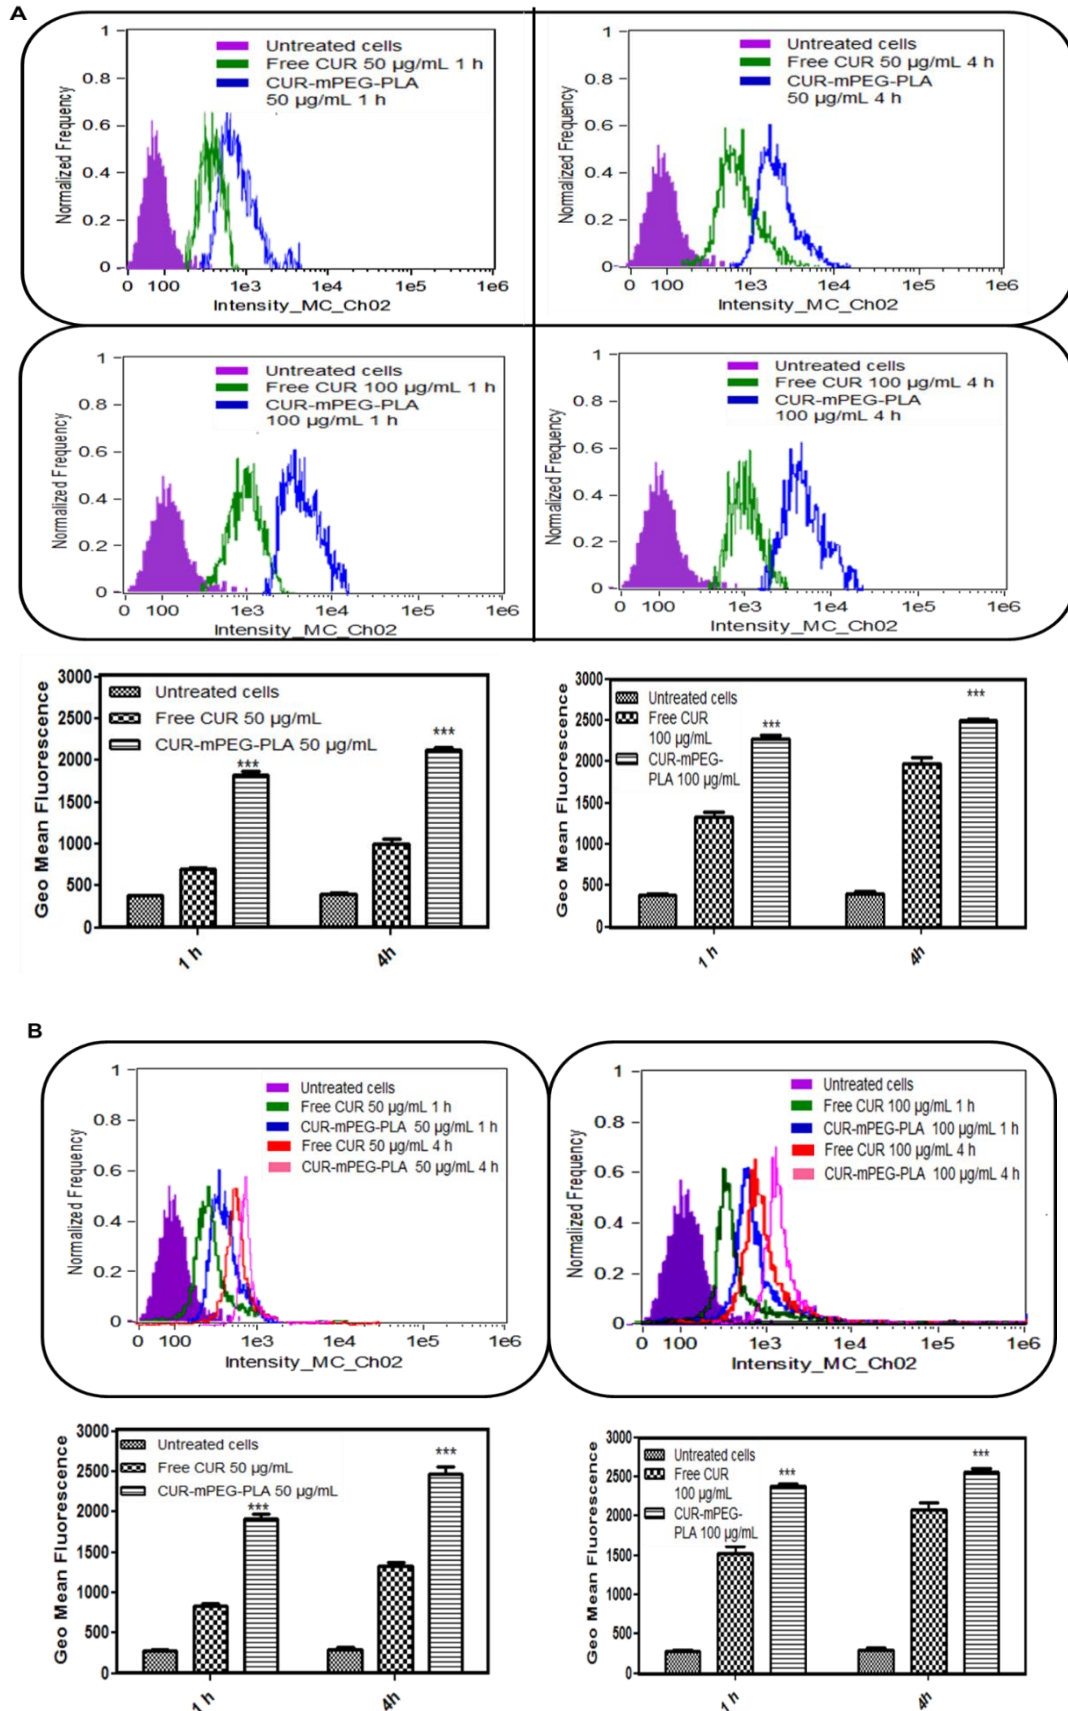 A
1
0.8
0.6
0.4
0.2
0
Normalized Frequency
Untreated cells
Free CUR 50 µg/mL 1 h
CUR-mPEG-PLA
50 µg/mL 1 h
0 100 1e3 1e4 1e5 1e6
Intensity_MC_Ch02
1
0.8
0.6
0.4
0.2
0
Normalized Frequency
Untreated cells
Free CUR 50 µg/mL 4 h
CUR-mPEG-PLA
50 µg/mL 4 h
0 100 1e3 1e4 1e5 1e6
Intensity_MC_Ch02
1
0.8
0.6
0.4
0.2
0
Normalized Frequency
Untreated cells
Free CUR 100 µg/mL 1 h
CUR-mPEG-PLA
100 µg/mL 1 h
0 100 1e3 1e4 1e5 1e6
Intensity_MC_Ch02
1
0.8
0.6
0.4
0.2
0
Normalized Frequency
Untreated cells
Free CUR 100 µg/mL 4 h
CUR-mPEG-PLA
100 µg/mL 4 h
0 100 1e3 1e4 1e5 1e6
Intensity_MC_Ch02
3000
2500
2000
1500
1000
500
0
Geo Mean Fluorescence
Untreated cells
Free CUR 50 µg/mL
CUR-mPEG-PLA 50 µg/mL
*** ***
1 h 4h
3000
2500
2000
1500
1000
500
0
Geo Mean Fluorescence
Untreated cells
Free CUR
100 µg/mL
CUR-mPEG-
PLA 100 µg/mL
*** ***
1 h 4h
B
1
0.8
0.6
0.4
0.2
0
Normalized Frequency
Untreated cells
Free CUR 50 µg/mL 1 h
CUR-mPEG-PLA 50 µg/mL 1 h
Free CUR 50 µg/mL 4 h
CUR-mPEG-PLA 50 µg/mL 4 h
0 100 1e3 1e4 1e5 1e6
Intensity_MC_Ch02
1
0.8
0.6
0.4
0.2
0
Normalized Frequency
Untreated cells
Free CUR 100 µg/mL 1 h
CUR-mPEG-PLA 100 µg/mL 1 h
Free CUR 100 µg/mL 4 h
CUR-mPEG-PLA 100 µg/mL 4 h
0 100 1e3 1e4 1e5 1e6
Intensity_MC_Ch02
3000
2500
2000
1500
1000
500
0
Geo Mean Fluorescence
Untreated cells
Free CUR 50 µg/mL
CUR-mPEG-PLA 50 µg/mL
*** ***
1 h 4h
3000
2500
2000
1500
1000
500
0
Geo Mean Fluorescence
Untreated cells
Free CUR
100 µg/mL
CUR-mPEG-
PLA 100 µg/mL
*** ***
1 h 4h